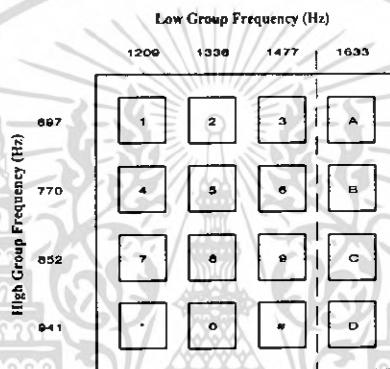 Low Group Frequency (Hz)
1209 1336 1477 1633
High Group Frequency (Hz)
697 1 2 3 A
770 4 5 6 B
852 7 8 9 C
941 * 0 # D